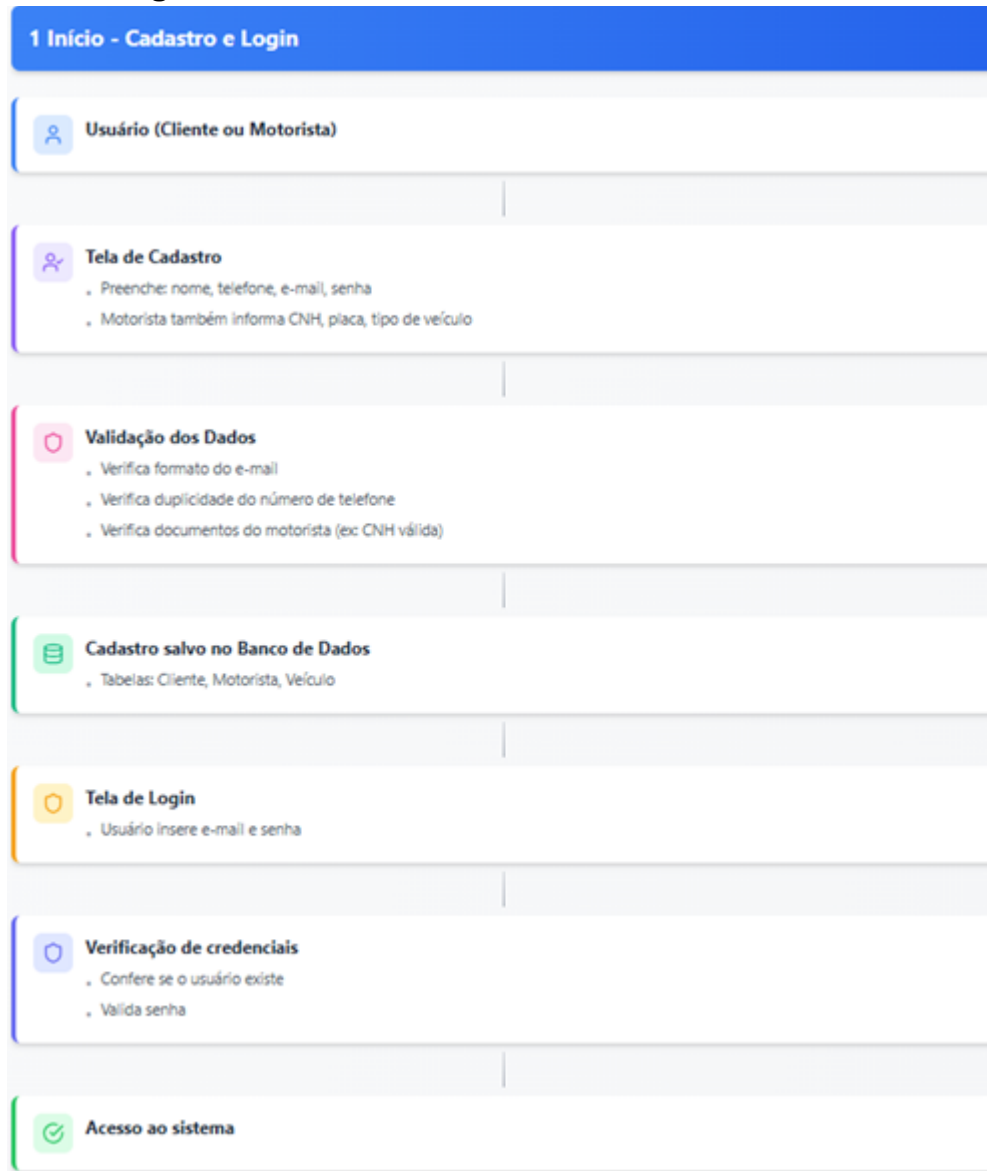 1 Início - Cadastro e Login
Usuário (Cliente ou Motorista)
Tela de Cadastro
• Preenche: nome, telefone, e-mail, senha
• Motorista também informa CNH, placa, tipo de veículo
Validação dos Dados
• Verifica formato do e-mail
• Verifica duplicidade do número de telefone
• Verifica documentos do motorista (ex: CNH válida)
Cadastro salvo no Banco de Dados
• Tabelas: Cliente, Motorista, Veículo
Tela de Login
• Usuário insere e-mail e senha
Verificação de credenciais
• Confere se o usuário existe
• Valida senha
Acesso ao sistema